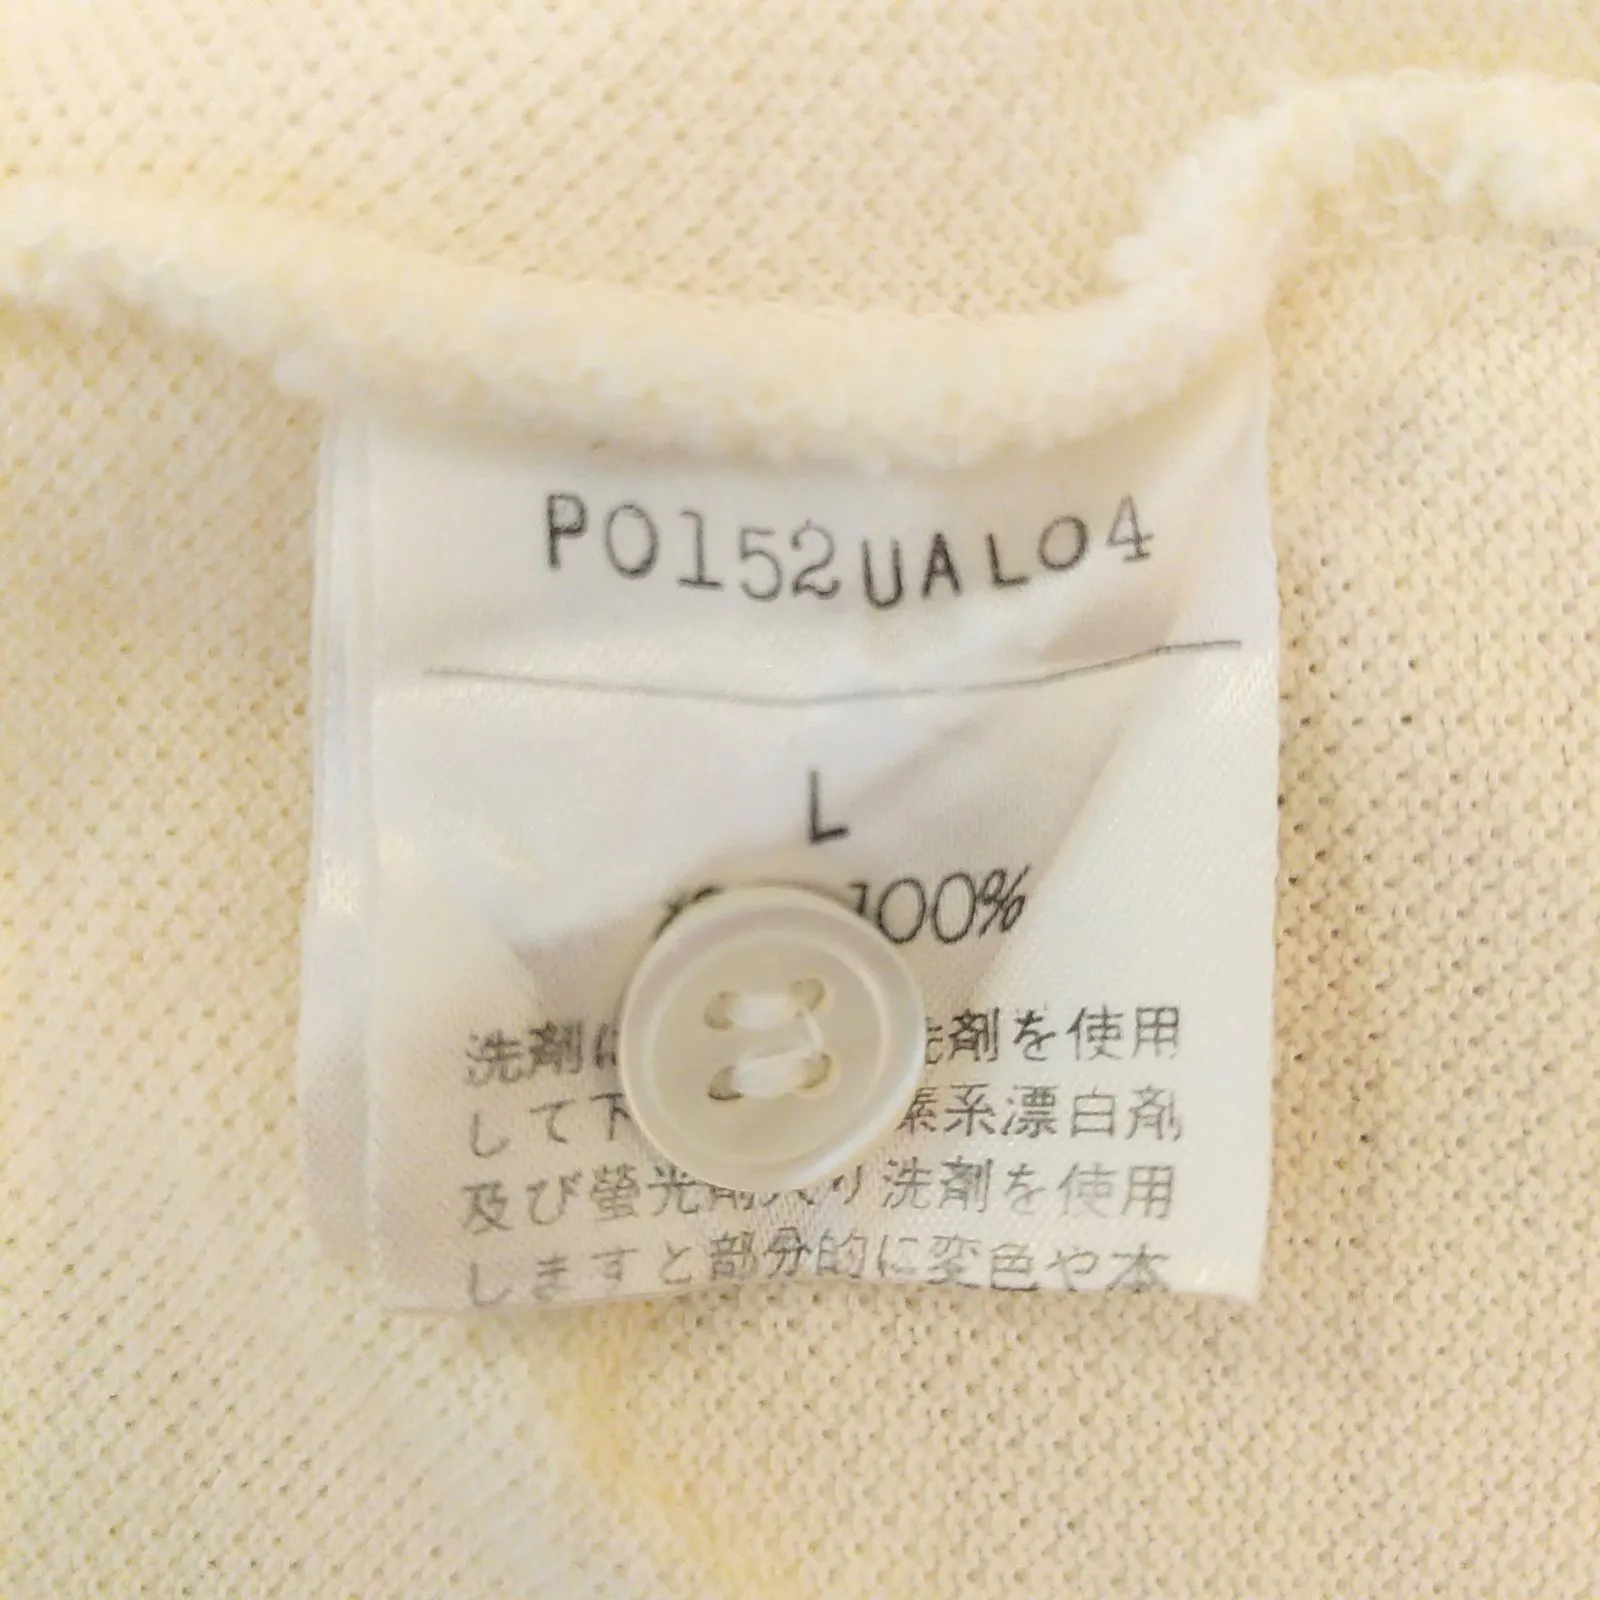 PO152UALO4
L
100%
洗剤に 洗剤を使用
して下 素系漂白剤
及び螢光剤入り洗剤を使用
しますと部分的に変色や本